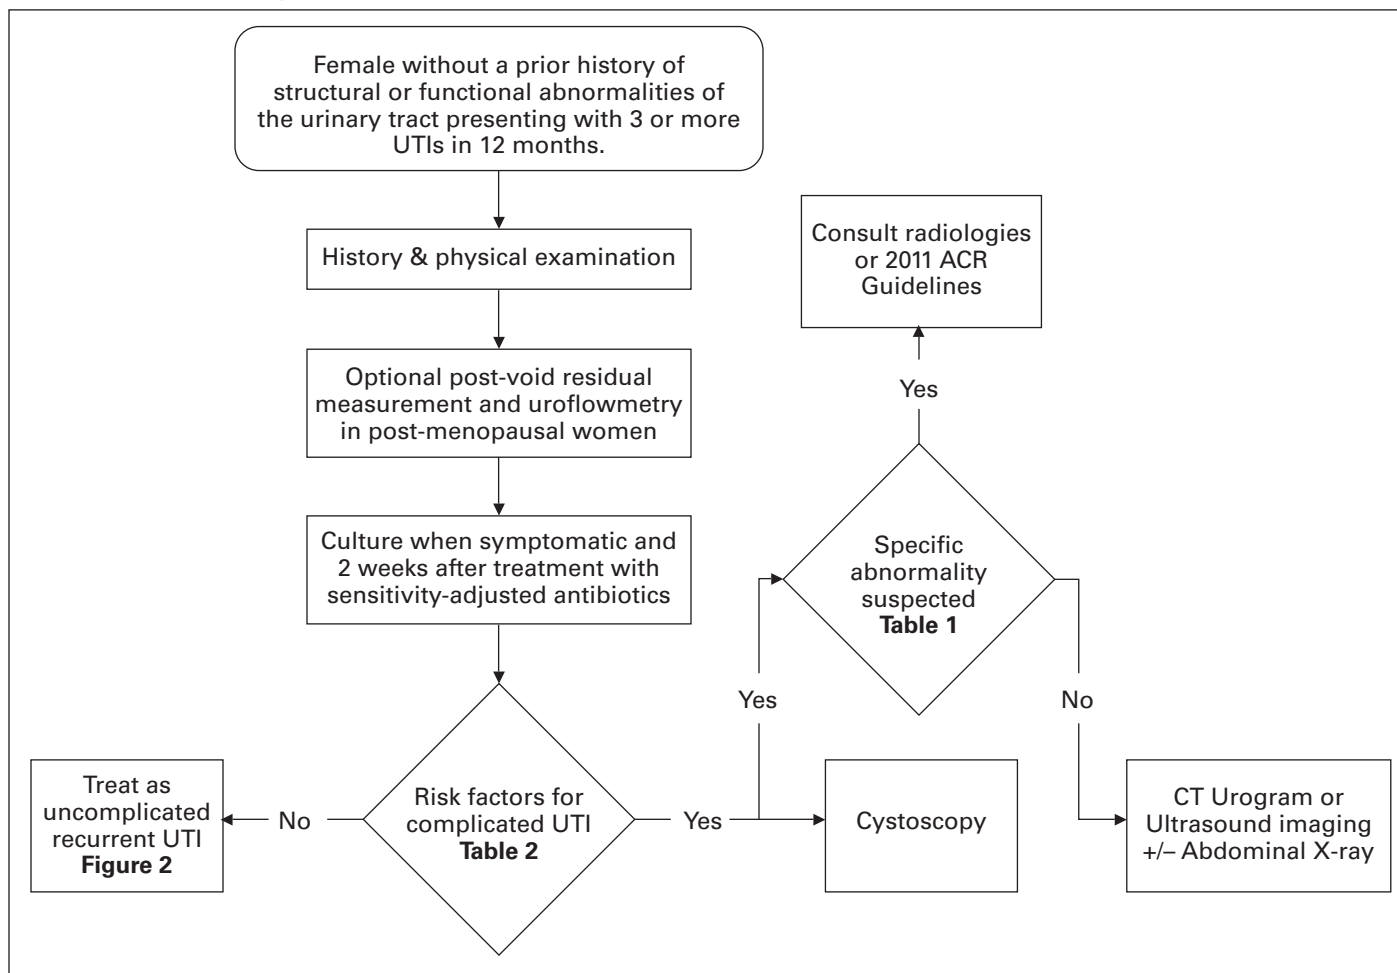 Female without a prior history of
structural or functional abnormalities of
the urinary tract presenting with 3 or more
UTIs in 12 months.
History & physical examination
Optional post-void residual
measurement and uroflowmetry
in post-menopausal women
Culture when symptomatic and
2 weeks after treatment with
sensitivity-adjusted antibiotics
Risk factors for
complicated UTI
Table 2
No
Treat as
uncomplicated
recurrent UTI
Figure 2
Yes
Cystoscopy
Yes
Specific
abnormality
suspected
Table 1
Yes
Consult radiologies
or 2011 ACR
Guidelines
No
CT Urogram or
Ultrasound imaging
+/– Abdominal X-ray